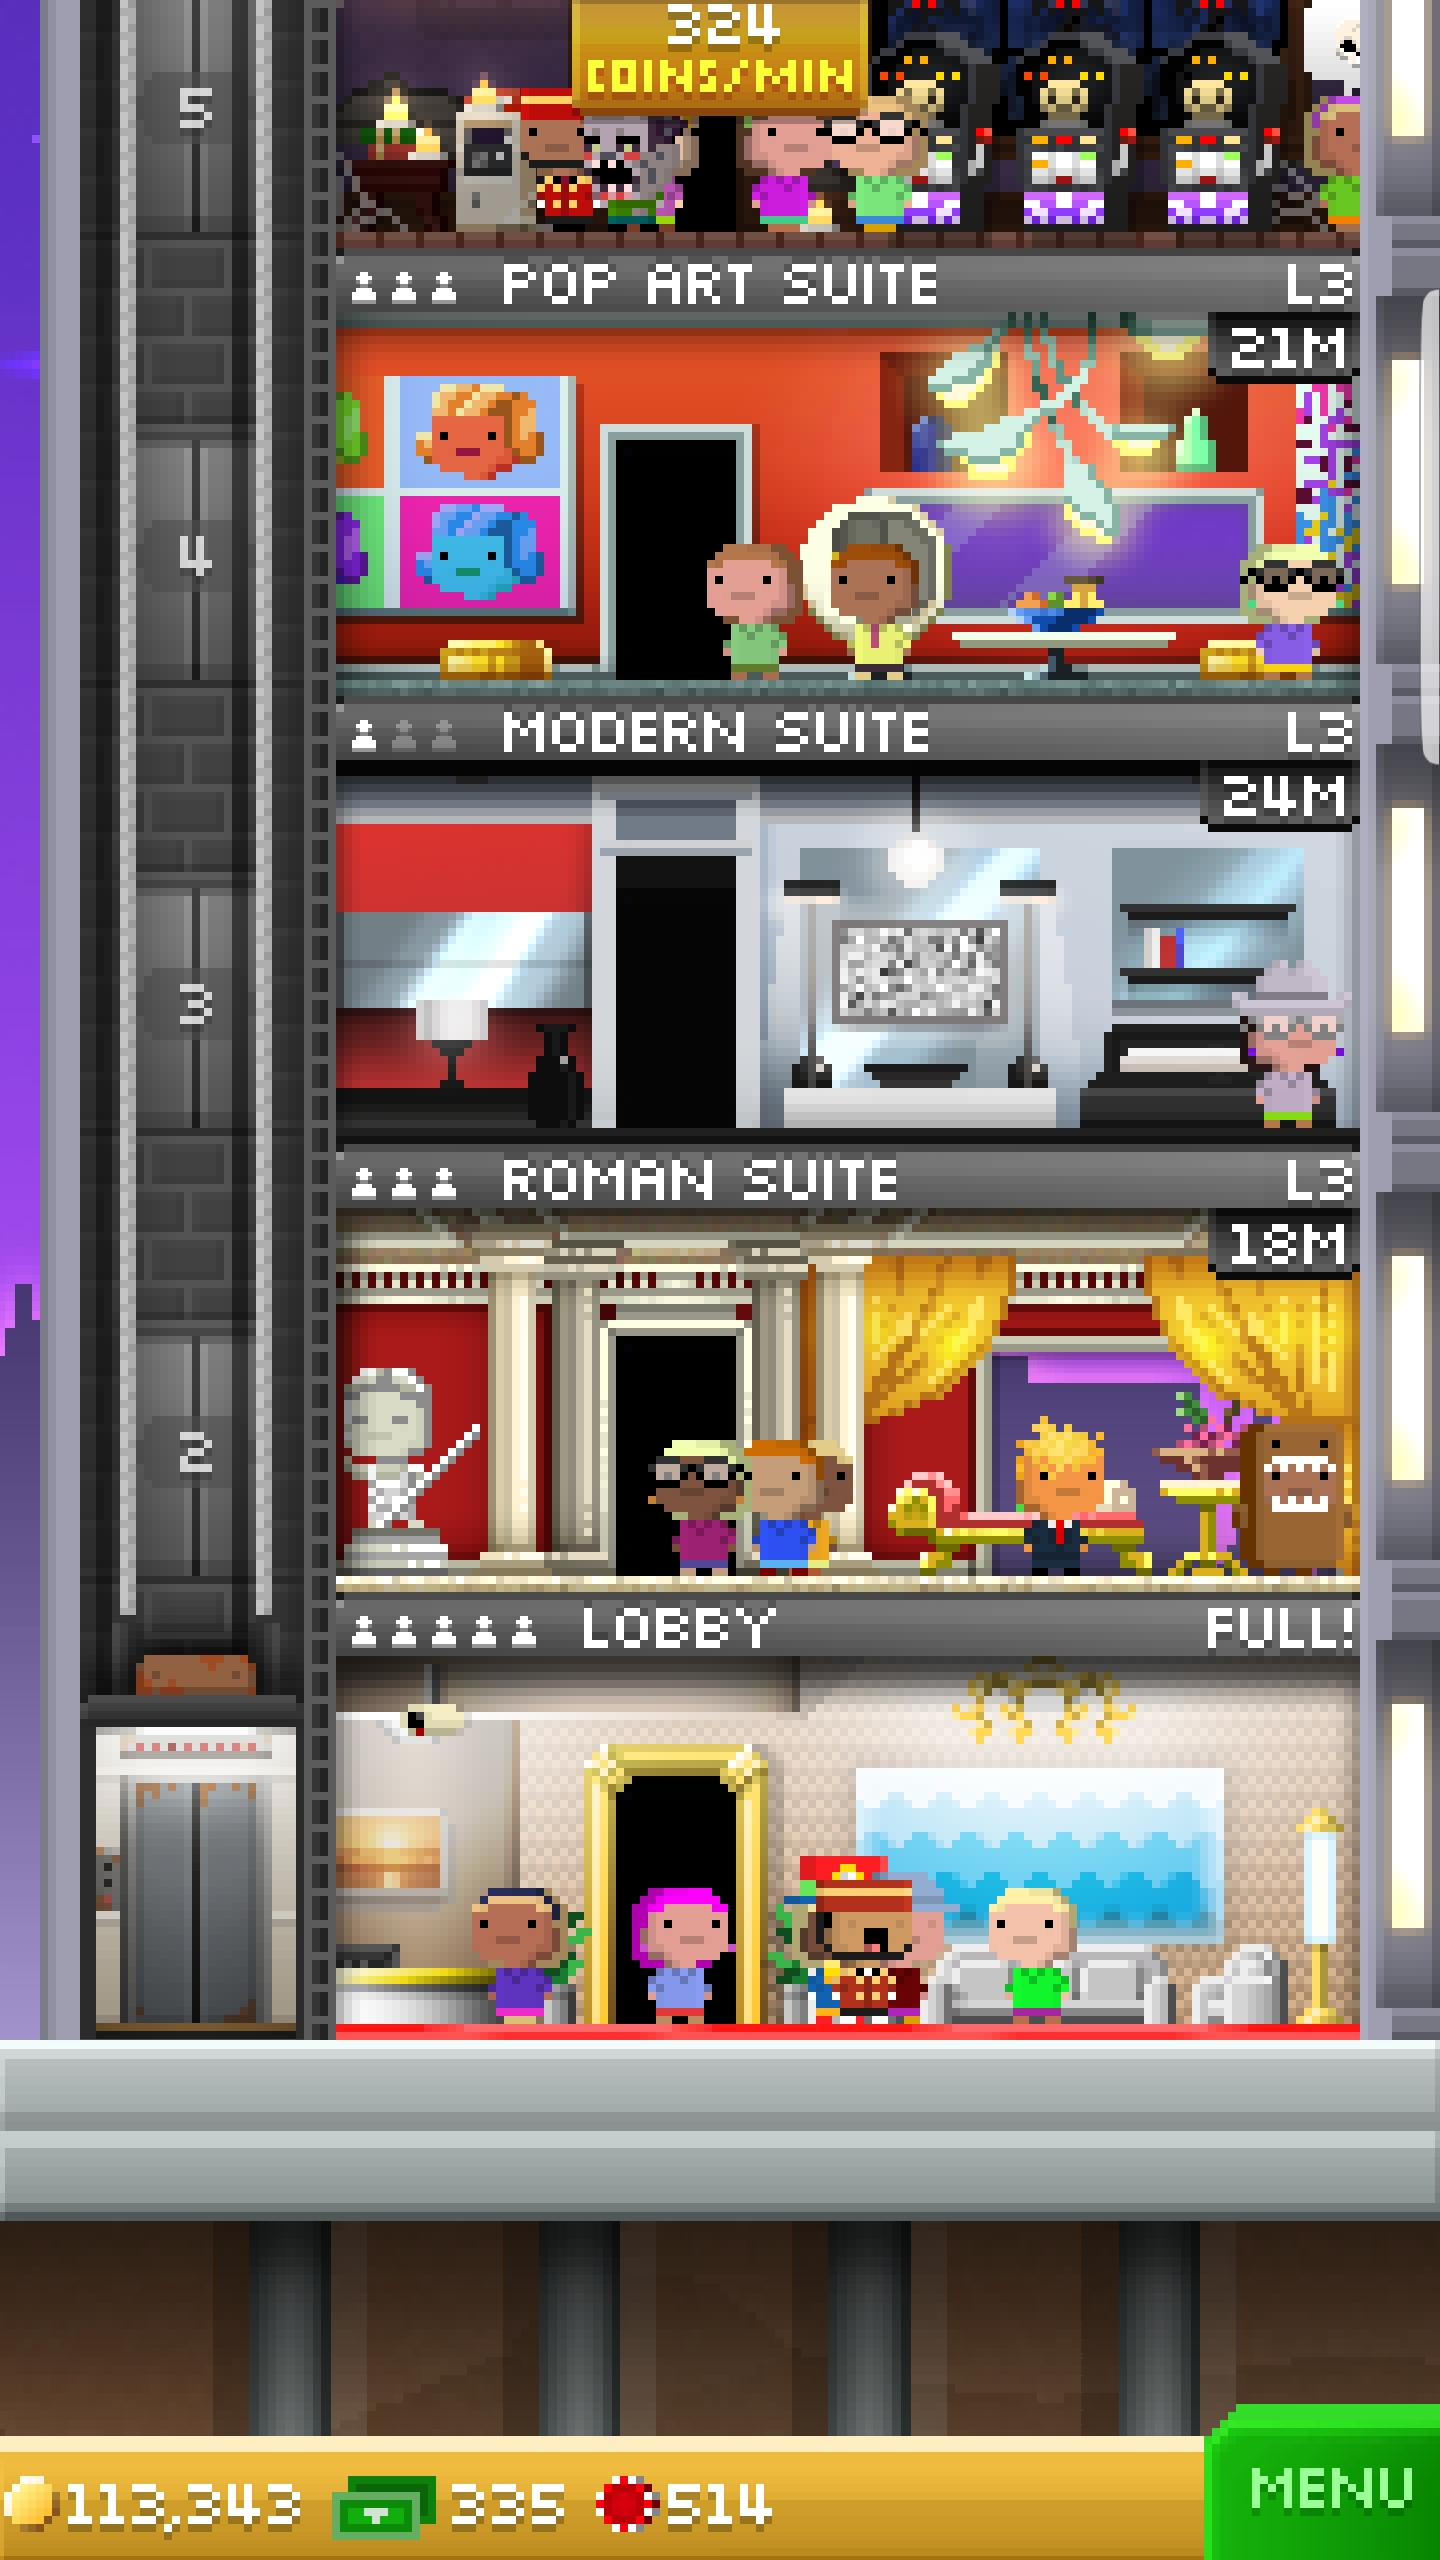 324
COINS/MIN
5
POP ART SUITE L3
21M
4
MODERN SUITE L3
24M
3
ROMAN SUITE L3
18M
2
LOBBY FULL!
113,343 335 514 MENU